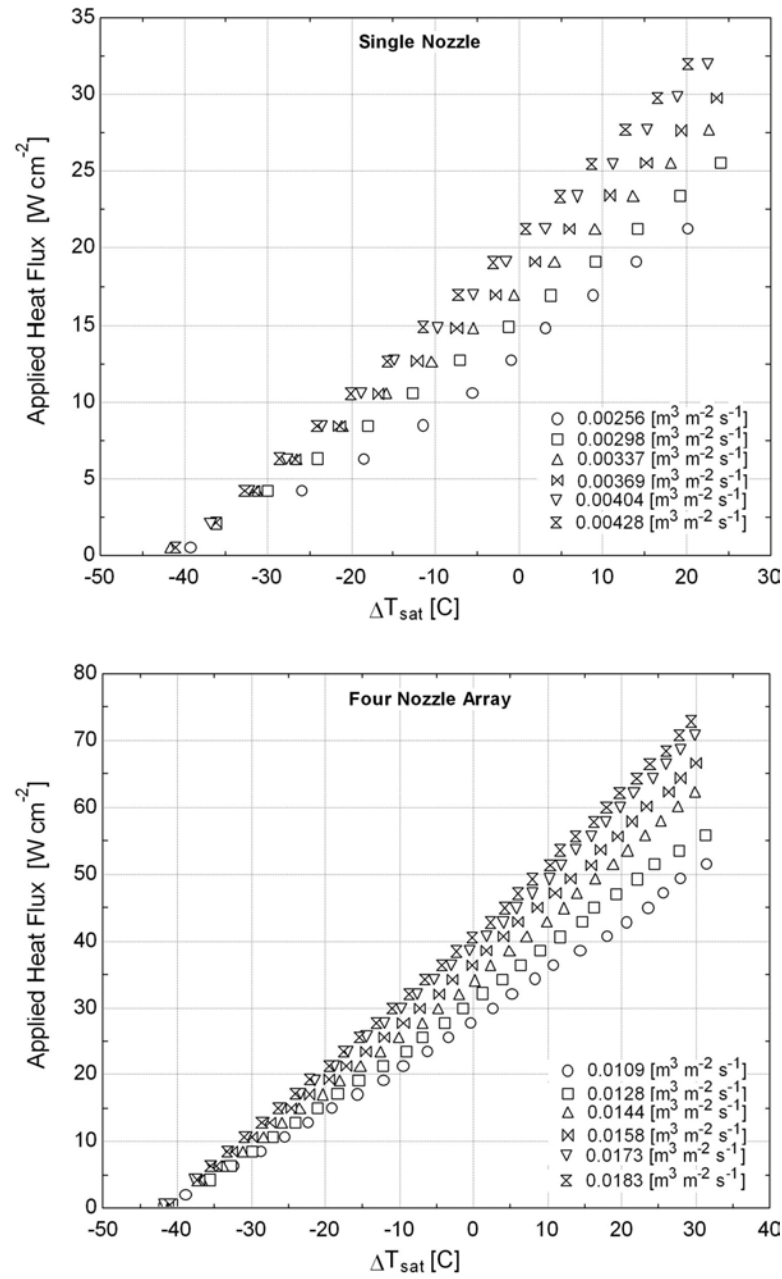 Single Nozzle
Applied Heat Flux [W cm⁻²]
35
30
25
20
15
10
5
0
○ 0.00256 [m³ m⁻² s⁻¹]
□ 0.00298 [m³ m⁻² s⁻¹]
△ 0.00337 [m³ m⁻² s⁻¹]
⋈ 0.00369 [m³ m⁻² s⁻¹]
▽ 0.00404 [m³ m⁻² s⁻¹]
⧖ 0.00428 [m³ m⁻² s⁻¹]
-50 -40 -30 -20 -10 0 10 20 30
ΔTsat [C]
Four Nozzle Array
Applied Heat Flux [W cm⁻²]
80
70
60
50
40
30
20
10
0
○ 0.0109 [m³ m⁻² s⁻¹]
□ 0.0128 [m³ m⁻² s⁻¹]
△ 0.0144 [m³ m⁻² s⁻¹]
⋈ 0.0158 [m³ m⁻² s⁻¹]
▽ 0.0173 [m³ m⁻² s⁻¹]
⧖ 0.0183 [m³ m⁻² s⁻¹]
-50 -40 -30 -20 -10 0 10 20 30 40
ΔTsat [C]